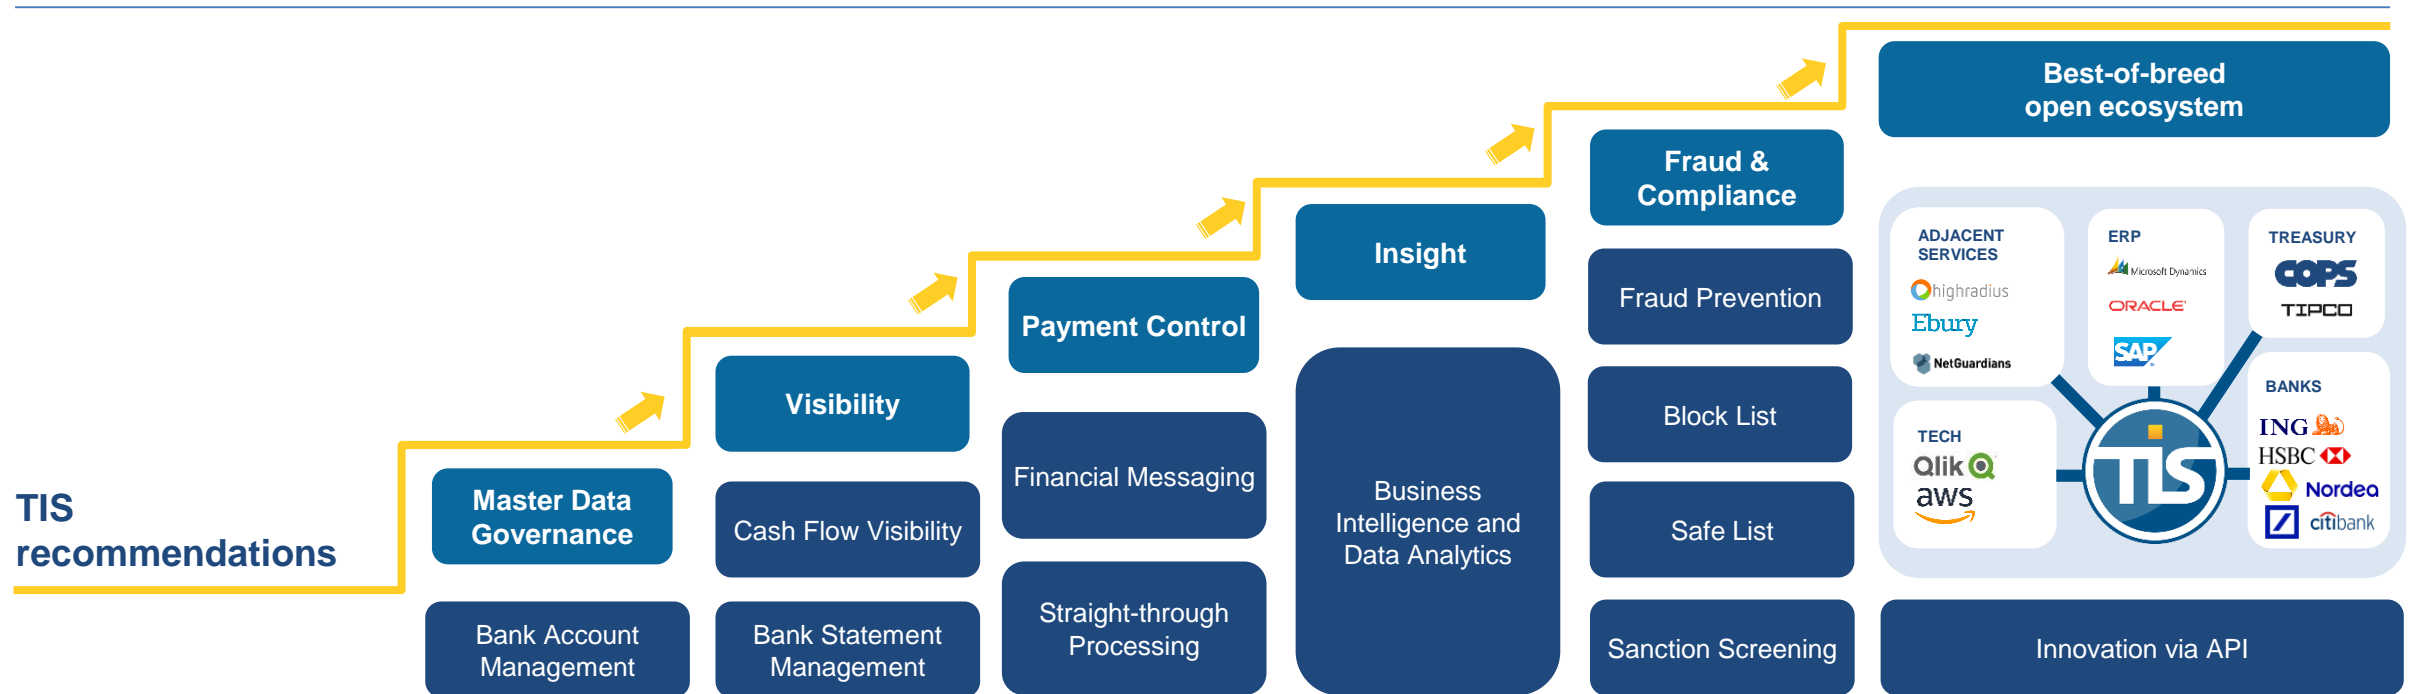 TIS
recommendations
Master Data
Governance
Bank Account
Management
Visibility
Cash Flow Visibility
Bank Statement
Management
Payment Control
Financial Messaging
Straight-through
Processing
Insight
Business
Intelligence and
Data Analytics
Fraud &
Compliance
Fraud Prevention
Block List
Safe List
Sanction Screening
Best-of-breed
open ecosystem
ADJACENT
SERVICES
highradius
Ebury
NetGuardians
ERP
Microsoft Dynamics
ORACLE
SAP
TREASURY
COPS
TIPCO
TECH
Qlik
aws
TIS
BANKS
ING
HSBC
Nordea
citibank
Innovation via API